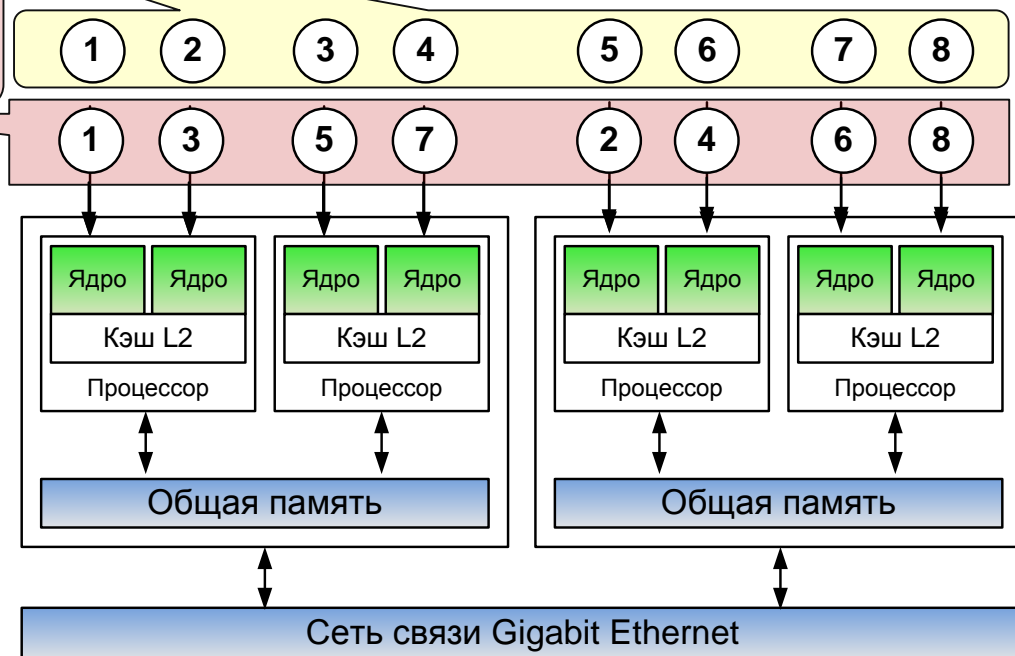 1 2 3 4 5 6 7 8
1 3 5 7 2 4 6 8
Ядро Ядро Ядро Ядро Ядро Ядро Ядро Ядро
Кэш L2 Кэш L2 Кэш L2 Кэш L2
Процессор Процессор Процессор Процессор
Общая память Общая память
Сеть связи Gigabit Ethernet